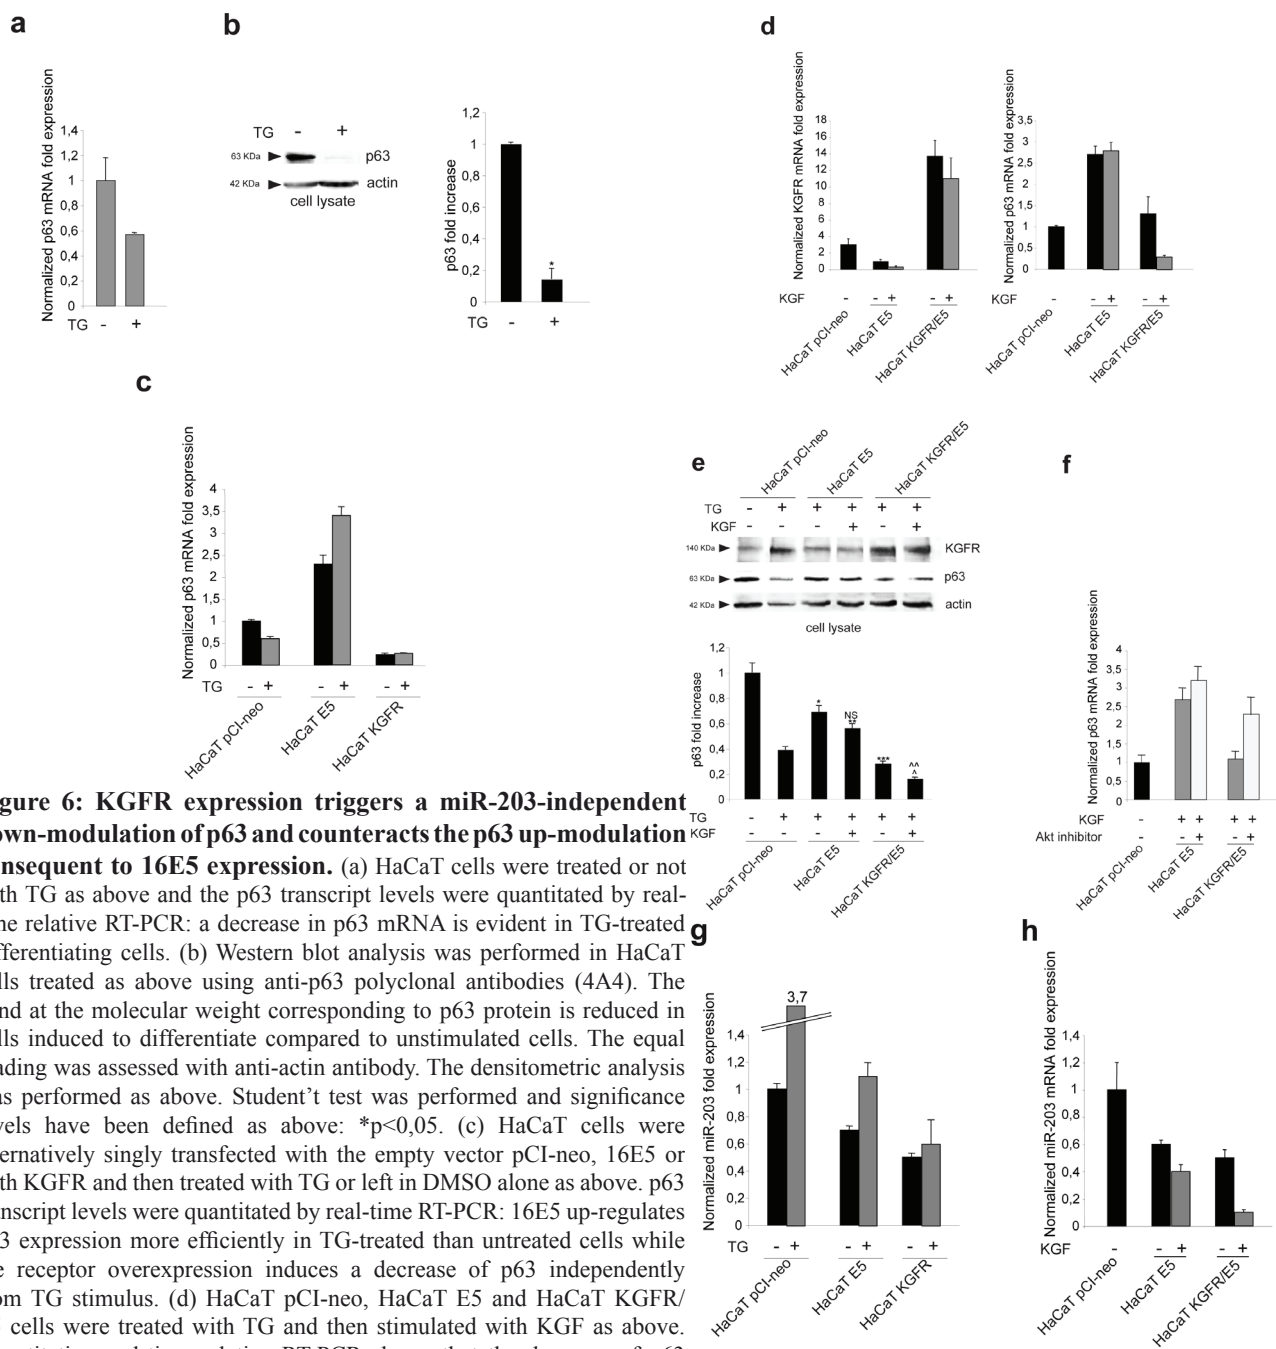 a
Normalized p63 mRNA fold expression
1,4
1,2
1
0,8
0,6
0,4
0,2
0
TG - +
b
TG - +
63 KDa p63
42 KDa actin
cell lysate
p63 fold increase
1,2
1
0,8
0,6
0,4
0,2
0
*
TG - +
c
Normalized p63 mRNA fold expression
4
3,5
3
2,5
2
1,5
1
0,5
0
TG - + - + - +
HaCaT pCI-neo
HaCaT E5
HaCaT KGFR
d
Normalized KGFR mRNA fold expression
18
16
14
12
10
8
6
4
2
0
KGF - - + - +
HaCaT pCI-neo
HaCaT E5
HaCaT KGFR/E5
Normalized p63 mRNA fold expression
3,5
3
2,5
2
1,5
1
0,5
0
KGF - - + - +
HaCaT pCI-neo
HaCaT E5
HaCaT KGFR/E5
e
HaCaT pCI-neo
HaCaT E5
HaCaT KGFR/E5
TG - + + + + +
KGF - - - + - +
140 KDa KGFR
63 KDa p63
42 KDa actin
cell lysate
p63 fold increase
1,2
1
0,8
0,6
0,4
0,2
0
*
NS
**
***
^^
^
TG - + + + + +
KGF - - - + - +
HaCaT pCI-neo
HaCaT E5
HaCaT KGFR/E5
f
Normalized p63 mRNA fold expression
4
3,5
3
2,5
2
1,5
1
0,5
0
KGF - + + + +
Akt inhibitor - - + - +
HaCaT pCI-neo
HaCaT E5
HaCaT KGFR/E5
g
Normalized miR-203 fold expression
3,7
1,4
1,2
1
0,8
0,6
0,4
0,2
0
TG - + - + - +
HaCaT pCI-neo
HaCaT E5
HaCaT KGFR
h
Normalized miR-203 mRNA fold expression
1,4
1,2
1
0,8
0,6
0,4
0,2
0
KGF - - + - +
HaCaT pCI-neo
HaCaT E5
HaCaT KGFR/E5
gure 6: KGFR expression triggers a miR-203-independent
own-modulation of p63 and counteracts the p63 up-modulation
nsequent to 16E5 expression. (a) HaCaT cells were treated or not
th TG as above and the p63 transcript levels were quantitated by real-
ne relative RT-PCR: a decrease in p63 mRNA is evident in TG-treated
fferentiating cells. (b) Western blot analysis was performed in HaCaT
lls treated as above using anti-p63 polyclonal antibodies (4A4). The
nd at the molecular weight corresponding to p63 protein is reduced in
lls induced to differentiate compared to unstimulated cells. The equal
ading was assessed with anti-actin antibody. The densitometric analysis
as performed as above. Student's test was performed and significance
vels have been defined as above: *p<0,05. (c) HaCaT cells were
ernatively singly transfected with the empty vector pCI-neo, 16E5 or
th KGFR and then treated with TG or left in DMSO alone as above. p63
nscript levels were quantitated by real-time RT-PCR: 16E5 up-regulates
3 expression more efficiently in TG-treated than untreated cells while
e receptor overexpression induces a decrease of p63 independently
om TG stimulus. (d) HaCaT pCI-neo, HaCaT E5 and HaCaT KGFR/
cells were treated with TG and then stimulated with KGF as above.